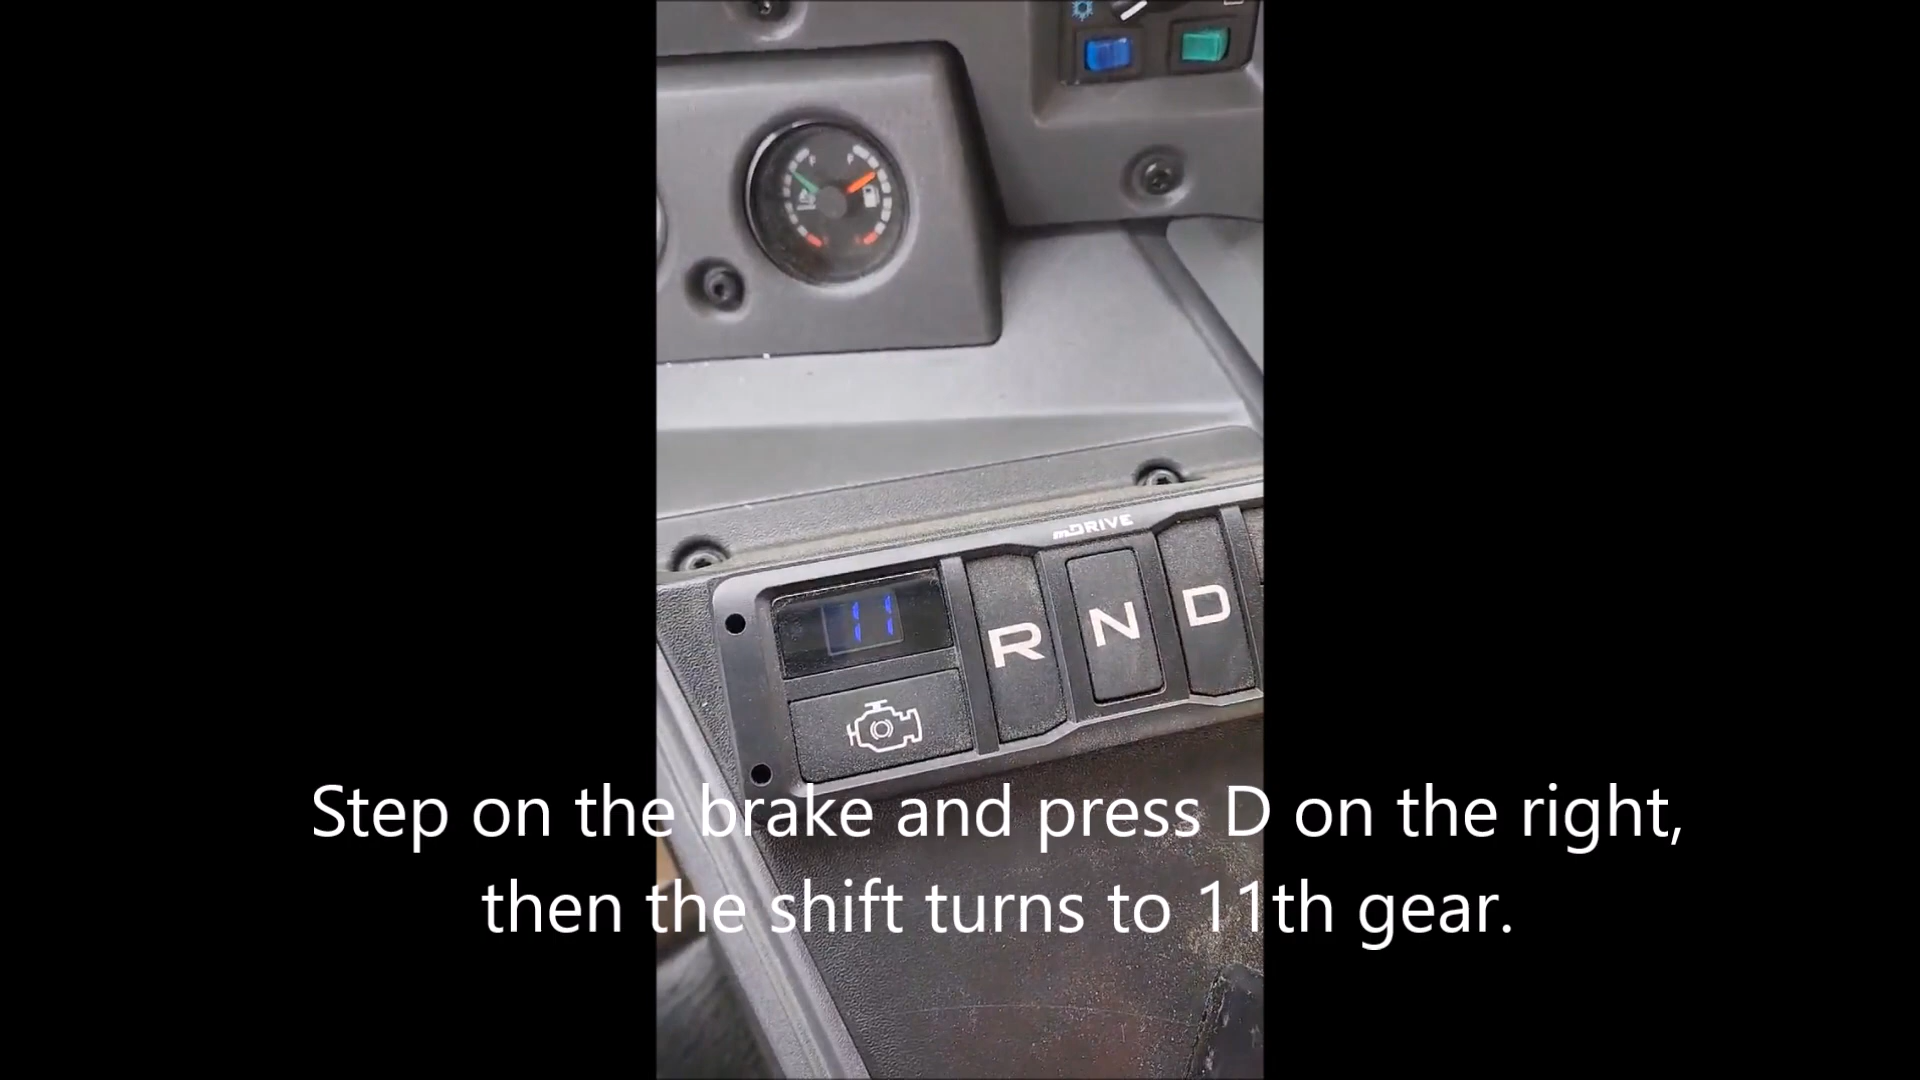 F F
mDRIVE
11
R N D
Step on the brake and press D on the right,
then the shift turns to 11th gear.